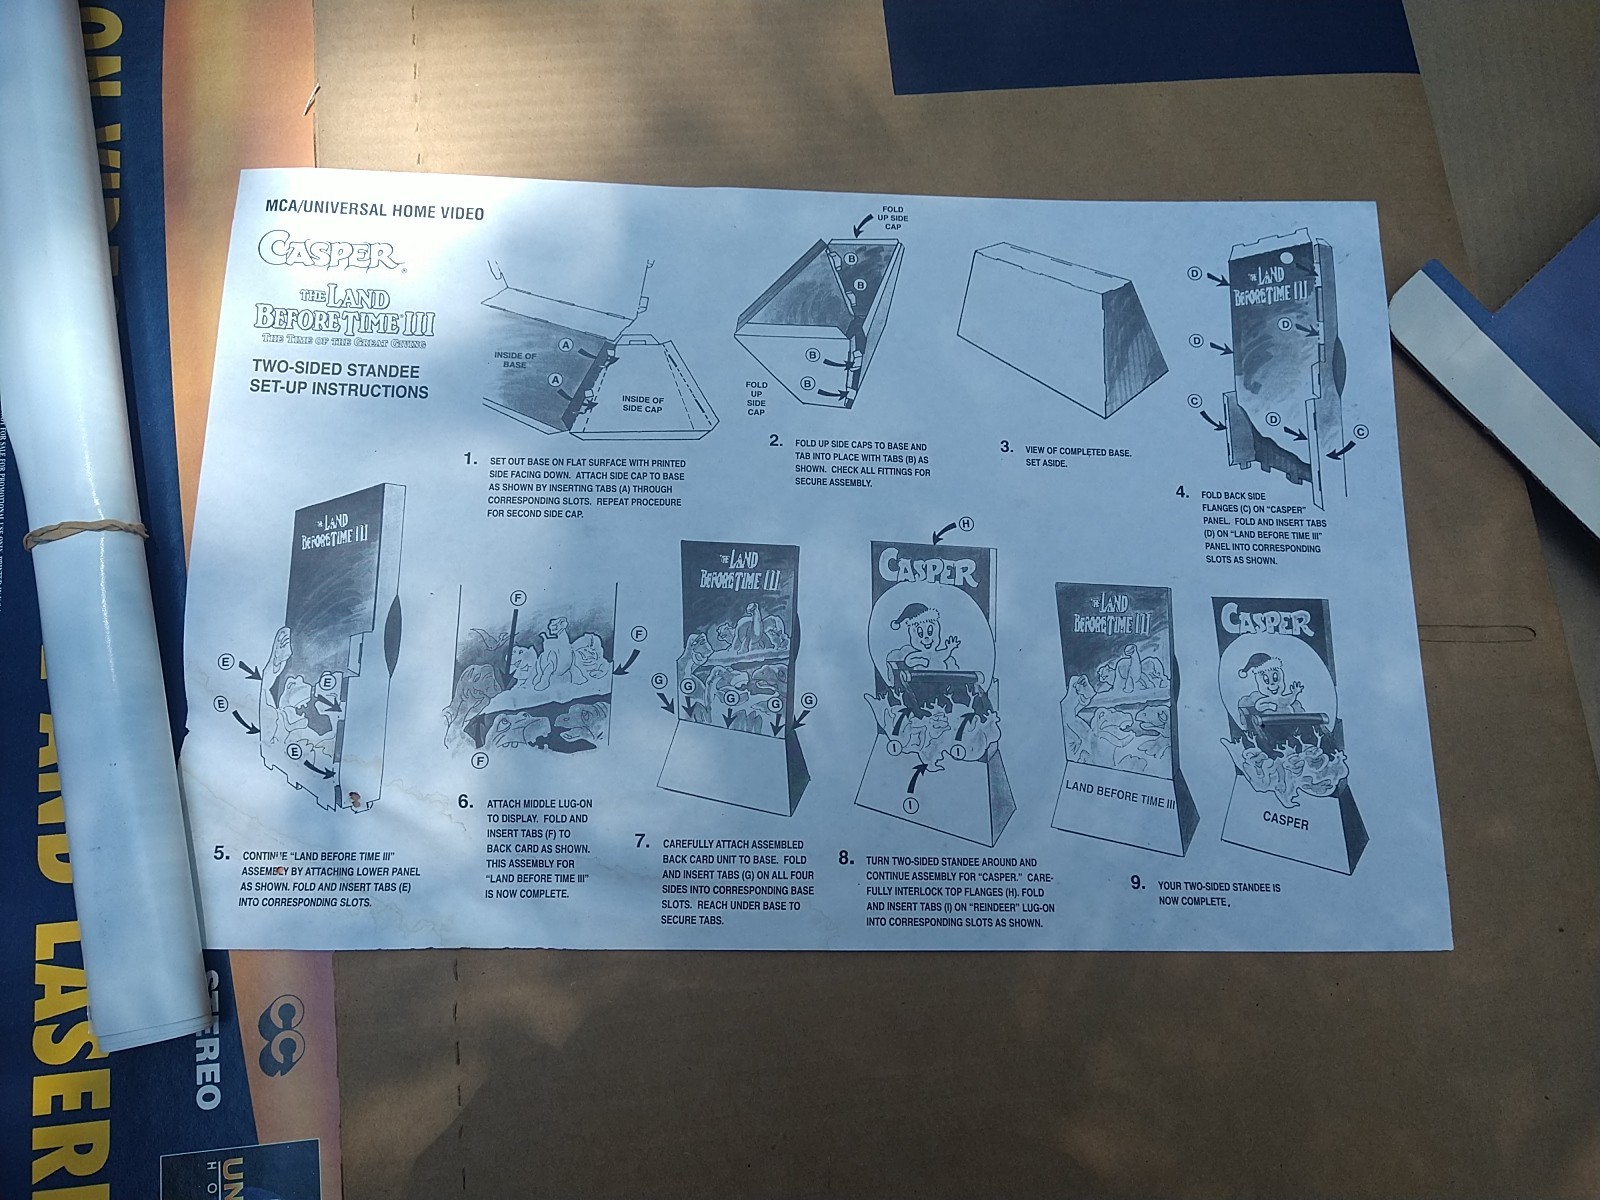 MCA/UNIVERSAL HOME VIDEO
CASPER
®
THE LAND
BEFORE TIME III
THE TIME OF THE GREAT GIVING
TWO-SIDED STANDEE
SET-UP INSTRUCTIONS
INSIDE OF
BASE
A
A
INSIDE OF
SIDE CAP
1. SET OUT BASE ON FLAT SURFACE WITH PRINTED
SIDE FACING DOWN. ATTACH SIDE CAP TO BASE
AS SHOWN BY INSERTING TABS (A) THROUGH
CORRESPONDING SLOTS. REPEAT PROCEDURE
FOR SECOND SIDE CAP.
FOLD
UP SIDE
CAP
B
B
B
B
FOLD
UP
SIDE
CAP
2. FOLD UP SIDE CAPS TO BASE AND
TAB INTO PLACE WITH TABS (B) AS
SHOWN. CHECK ALL FITTINGS FOR
SECURE ASSEMBLY.
3. VIEW OF COMPLETED BASE.
SET ASIDE.
THE LAND
BEFORE TIME III
D
D
D
D
C
C
4. FOLD BACK SIDE
FLANGES (C) ON "CASPER"
PANEL. FOLD AND INSERT TABS
(D) ON "LAND BEFORE TIME III"
PANEL INTO CORRESPONDING
SLOTS AS SHOWN.
THE LAND
BEFORE TIME III
E
E
E
E
5. CONTINUE "LAND BEFORE TIME III"
ASSEMBLY BY ATTACHING LOWER PANEL
AS SHOWN. FOLD AND INSERT TABS (E)
INTO CORRESPONDING SLOTS.
F
F
F
6. ATTACH MIDDLE LUG-ON
TO DISPLAY. FOLD AND
INSERT TABS (F) TO
BACK CARD AS SHOWN.
THIS ASSEMBLY FOR
"LAND BEFORE TIME III"
IS NOW COMPLETE.
THE LAND
BEFORE TIME III
G
G
G
G
G
7. CAREFULLY ATTACH ASSEMBLED
BACK CARD UNIT TO BASE. FOLD
AND INSERT TABS (G) ON ALL FOUR
SIDES INTO CORRESPONDING BASE
SLOTS. REACH UNDER BASE TO
SECURE TABS.
H
CASPER
I
I
I
8. TURN TWO-SIDED STANDEE AROUND AND
CONTINUE ASSEMBLY FOR "CASPER." CARE-
FULLY INTERLOCK TOP FLANGES (H). FOLD
AND INSERT TABS (I) ON "REINDEER" LUG-ON
INTO CORRESPONDING SLOTS AS SHOWN.
THE LAND
BEFORE TIME III
LAND BEFORE TIME III
CASPER
CASPER
9. YOUR TWO-SIDED STANDEE IS
NOW COMPLETE.
AND LASER
STEREO
CC
UN
HO